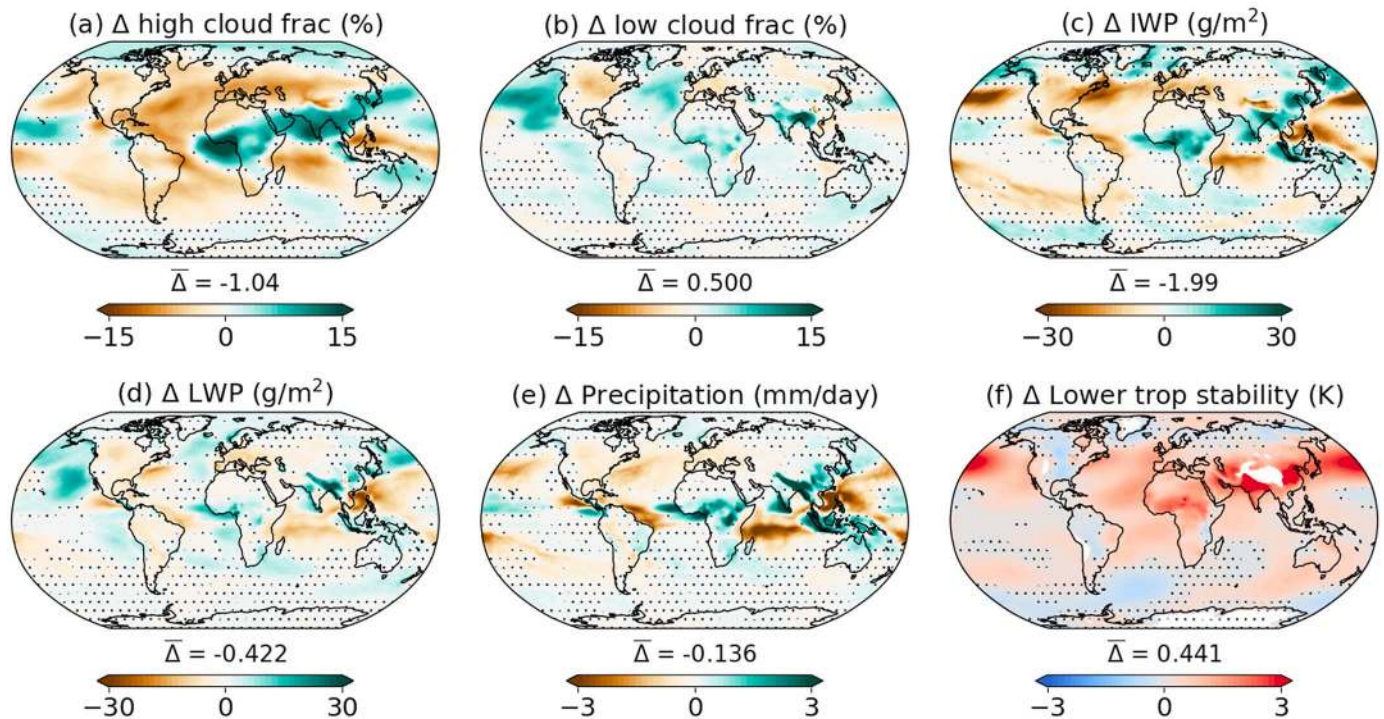 (a) Δ high cloud frac (%)
(b) Δ low cloud frac (%)
(c) Δ IWP (g/m²)
Δ̅ = -1.04
Δ̅ = 0.500
Δ̅ = -1.99
−15 0 15
−15 0 15
−30 0 30
(d) Δ LWP (g/m²)
(e) Δ Precipitation (mm/day)
(f) Δ Lower trop stability (K)
Δ̅ = -0.422
Δ̅ = -0.136
Δ̅ = 0.441
−30 0 30
−3 0 3
−3 0 3